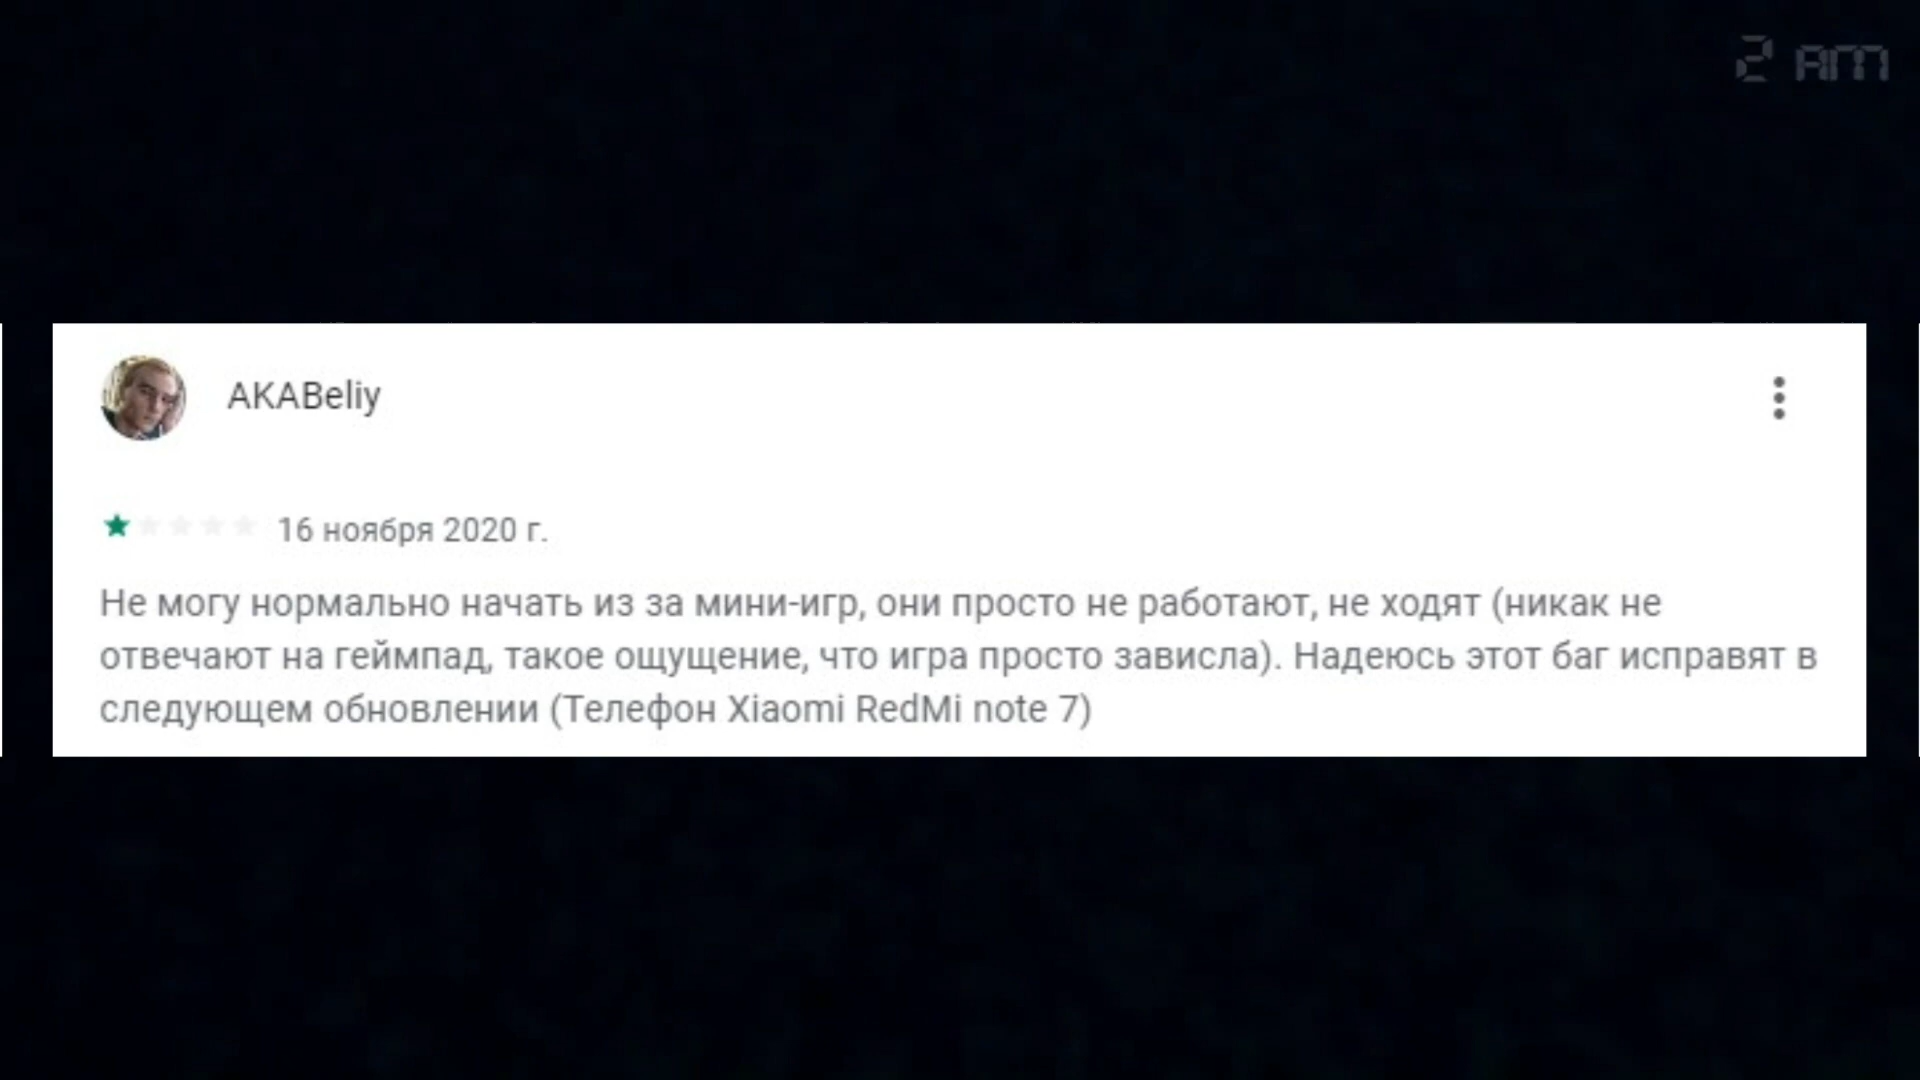 2 am
AKABeliy
16 ноября 2020 г.
Не могу нормально начать из за мини-игр, они просто не работают, не ходят (никак не
отвечают на геймпад, такое ощущение, что игра просто зависла). Надеюсь этот баг исправят в
следующем обновлении (Телефон Xiaomi RedMi note 7)